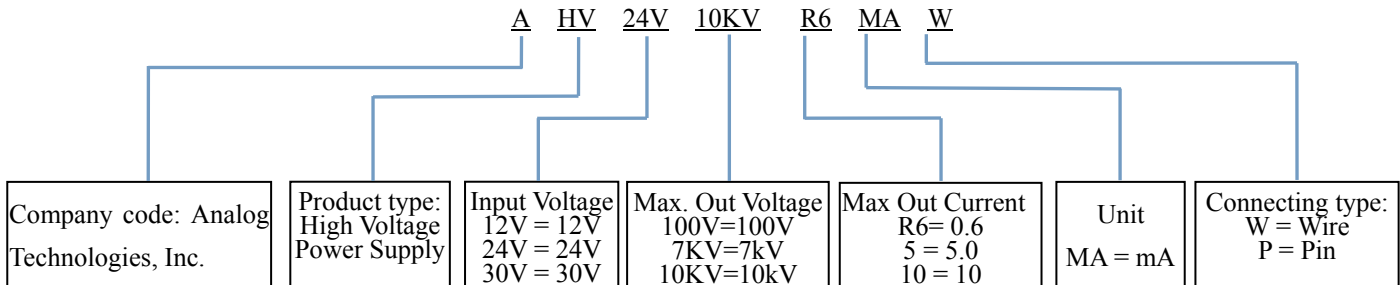 A HV 24V 10KV R6 MA W
Company code: Analog
Technologies, Inc.
Product type:
High Voltage
Power Supply
Input Voltage
12V = 12V
24V = 24V
30V = 30V
Max. Out Voltage
100V=100V
7KV=7kV
10KV=10kV
Max Out Current
R6= 0.6
5 = 5.0
10 = 10
Unit
MA = mA
Connecting type:
W = Wire
P = Pin